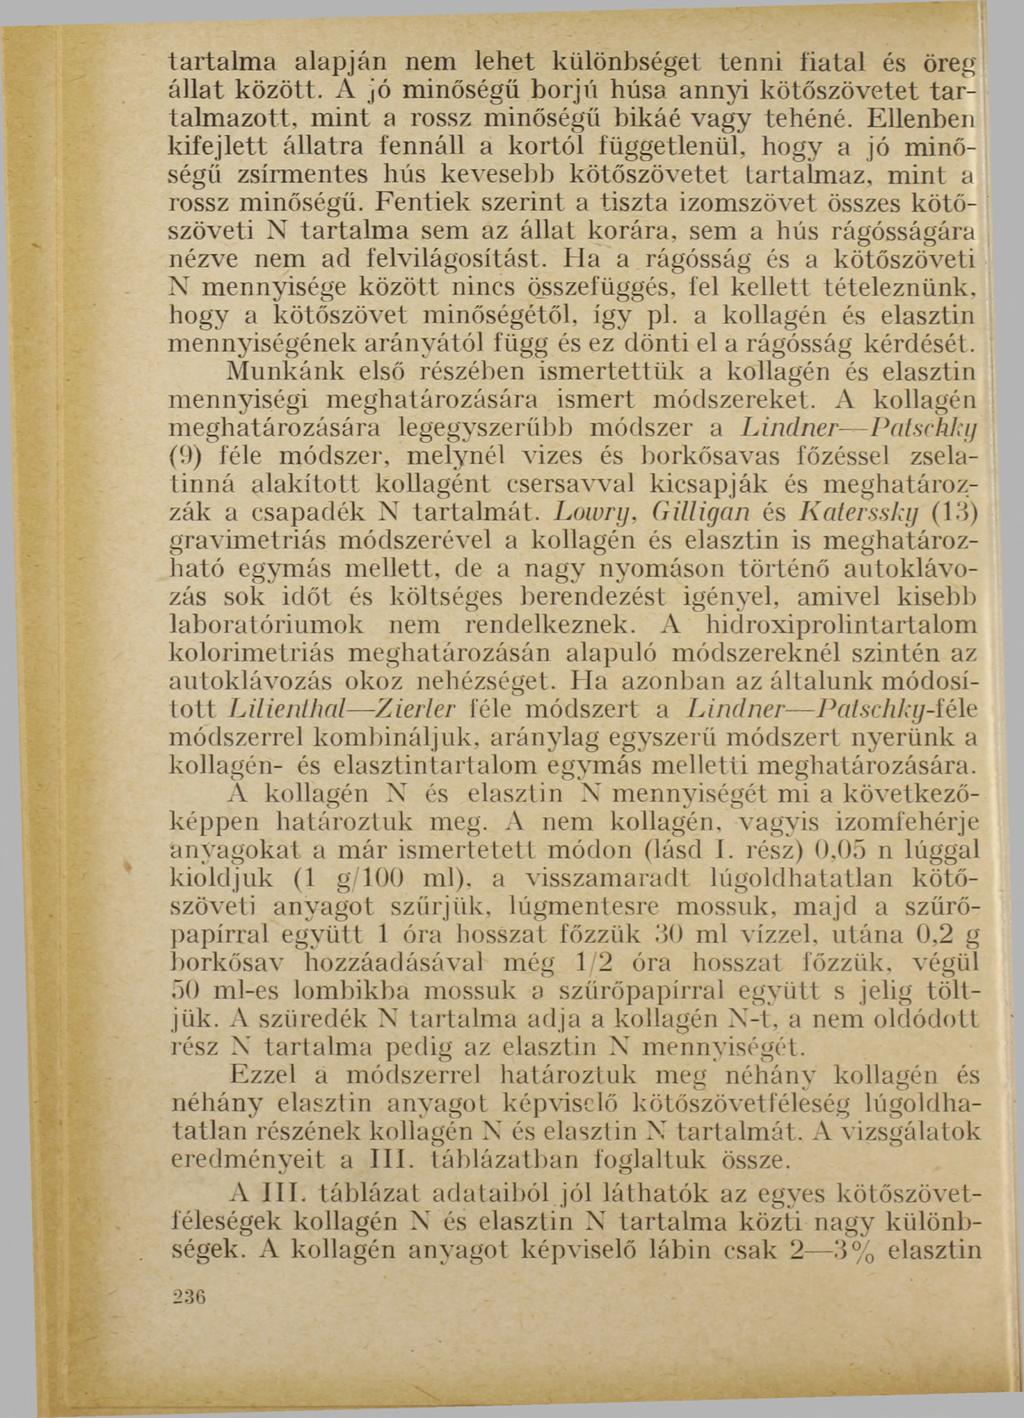 tartalma alapján nem lehet különbséget tenni fiatal és öreg
állat között. A jó minőségű borjú húsa annyi kötőszövetet tar-
talmazott, mint a rossz minőségű bikáé vagy tehéné. Ellenben
kifejlett állatra fennáll a kortól függetlenül, hogy a jó minő-
ségű zsírmentes hús kevesebb kötőszövetet tartalmaz, mint a
rossz minőségű. Fentiek szerint a tiszta izomszövet összes kötő-
szöveti N tartalma sem az állat korára, sem a hús rágósságára
nézve nem ad felvilágosítást. Ha a rágósság és a kötőszöveti
N mennyisége között nincs összefüggés, fel kellett tételeznünk,
hogy a kötőszövet minőségétől, így pl. a kollagén és elasztin
mennyiségének arányától függ és ez dönti el a rágósság kérdését.
Munkánk első részében ismertettük a kollagén és elasztin
mennyiségi meghatározására ismert módszereket. A kollagén
meghatározására legegyszerűbb módszer a Lindner—Patschky
(9) féle módszer, melynél vizes és borkősavas főzéssel zsela-
tinná alakított kollagént csersavval kicsapják és meghatároz-
zák a csapadék N tartalmát. Lowry, Gilligan és Katerssky (13)
gravimetriás módszerével a kollagén és elasztin is meghatároz-
ható egymás mellett, de a nagy nyomáson történő autoklávo-
zás sok időt és költséges berendezést igényel, amivel kisebb
laboratóriumok nem rendelkeznek. A hidroxiprolintartalom
kolorimetriás meghatározásán alapuló módszereknél szintén az
autoklávozás okoz nehézséget. Ha azonban az általunk módosí-
tott Lilienthal—Zierler féle módszert a Lindner—Patschky-féle
módszerrel kombináljuk, aránylag egyszerű módszert nyerünk a
kollagén- és elasztintartalom egymás melletti meghatározására.
A kollagén N és elasztin N mennyiségét mi a következő-
képpen határoztuk meg. A nem kollagén, vagyis izomfehérje
anyagokat a már ismertetett módon (lásd I. rész) 0,05 n lúggal
kioldjuk (1 g/100 ml), a visszamaradt lúgoldhatatlan kötő-
szöveti anyagot szűrjük, lúgmentesre mossuk, majd a szűrő-
papírral együtt 1 óra hosszat főzzük 30 ml vízzel, utána 0,2 g
borkősav hozzáadásával még 1/2 óra hosszat főzzük, végül
50 ml-es lombikba mossuk a szűrőpapírral együtt s jelig tölt-
jük. A szüredék N tartalma adja a kollagén N-t, a nem oldódott
rész N tartalma pedig az elasztin N mennyiségét.
Ezzel a módszerrel határoztuk meg néhány kollagén és
néhány elasztin anyagot képviselő kötőszövetféleség lúgoldha-
tatlan részének kollagén N és elasztin N tartalmát. A vizsgálatok
eredményeit a III. táblázatban foglaltuk össze.
A III. táblázat adataiból jól láthatók az egyes kötőszövet-
féleségek kollagén N és elasztin N tartalma közti nagy különb-
ségek. A kollagén anyagot képviselő lábin csak 2—3% elasztin
236